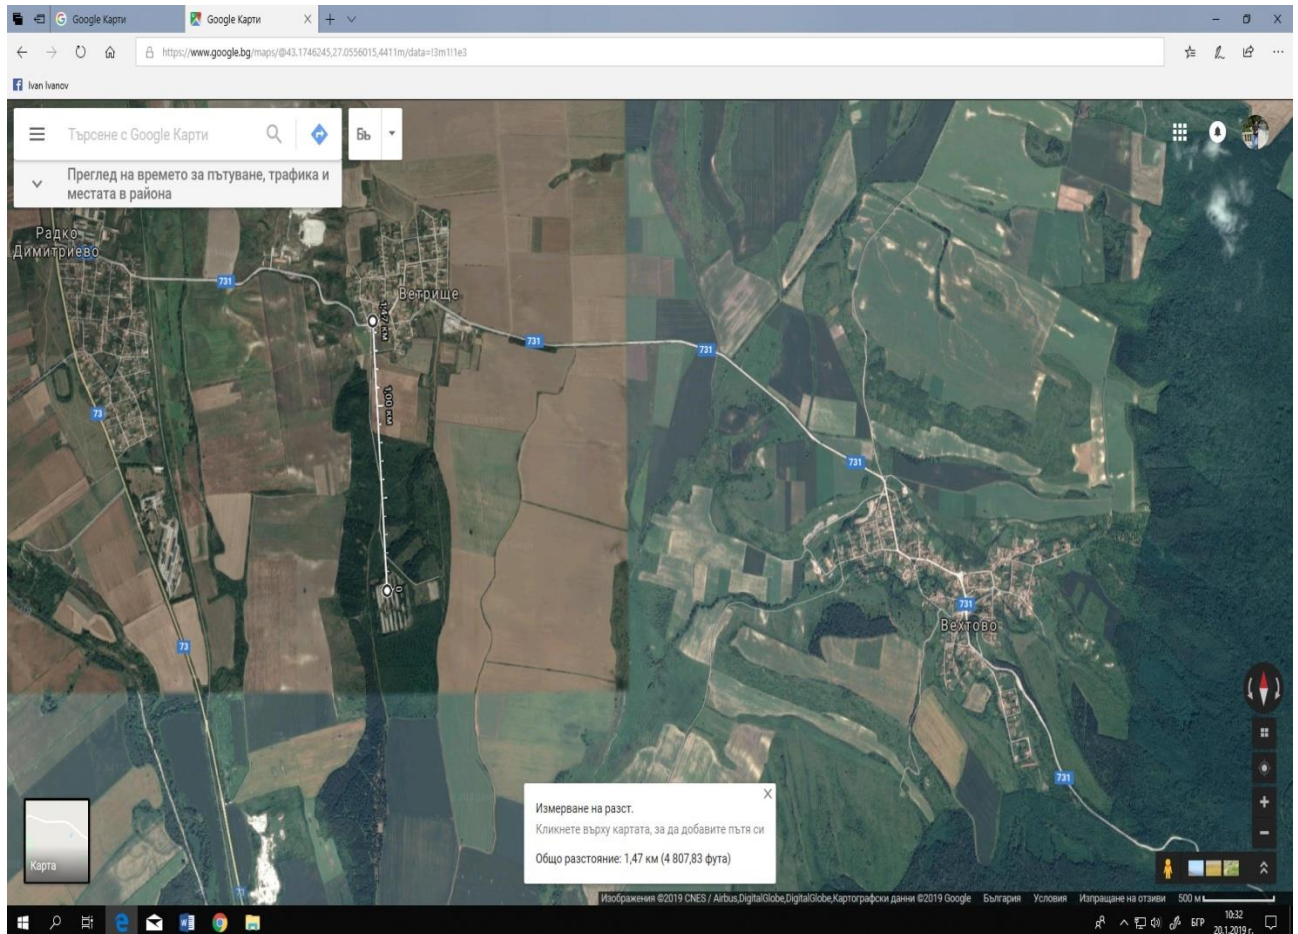 Google Карти
Google Карти
https://www.google.bg/maps/@43.1746245,27.0556015,4411m/data=!3m1!1e3
Ivan Ivanov
Търсене с Google Карти
Бь
Преглед на времето за пътуване, трафика и
местата в района
Радко
Димитриево
731
Ветрище
1,47 км
731
731
1,00 км
73
731
0
731
Вехтово
73
731
Измерване на разст.
Кликнете върху картата, за да добавите пътя си
Общо разстояние: 1,47 км (4 807,83 фута)
Карта
Изображения ©2019 CNES / Airbus,DigitalGlobe,DigitalGlobe,Картографски данни ©2019 Google България Условия Изпращане на отзиви 500 м
БГР
10:32
20.1.2019 г.